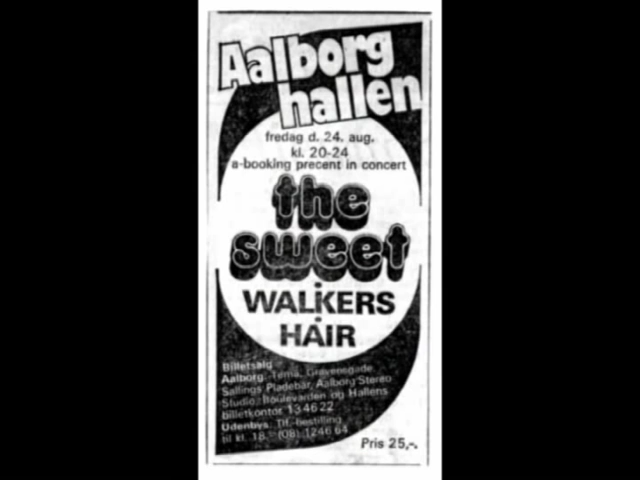 Aalborg
hallen
fredag d. 24. aug.
kl. 20-24
a-booking precent in concert
the
sweet
WALKERS
HAIR
Billetsalg
Aalborg: Tema, Gravensgade
Sallings Pladebar, Aalborg Stereo
Studio, Boulevarden og Hallens
billetkontor 13 46 22
Udenbys: Tlf.-bestilling
til kl. 18. (08) 12 46 64
Pris 25,-.